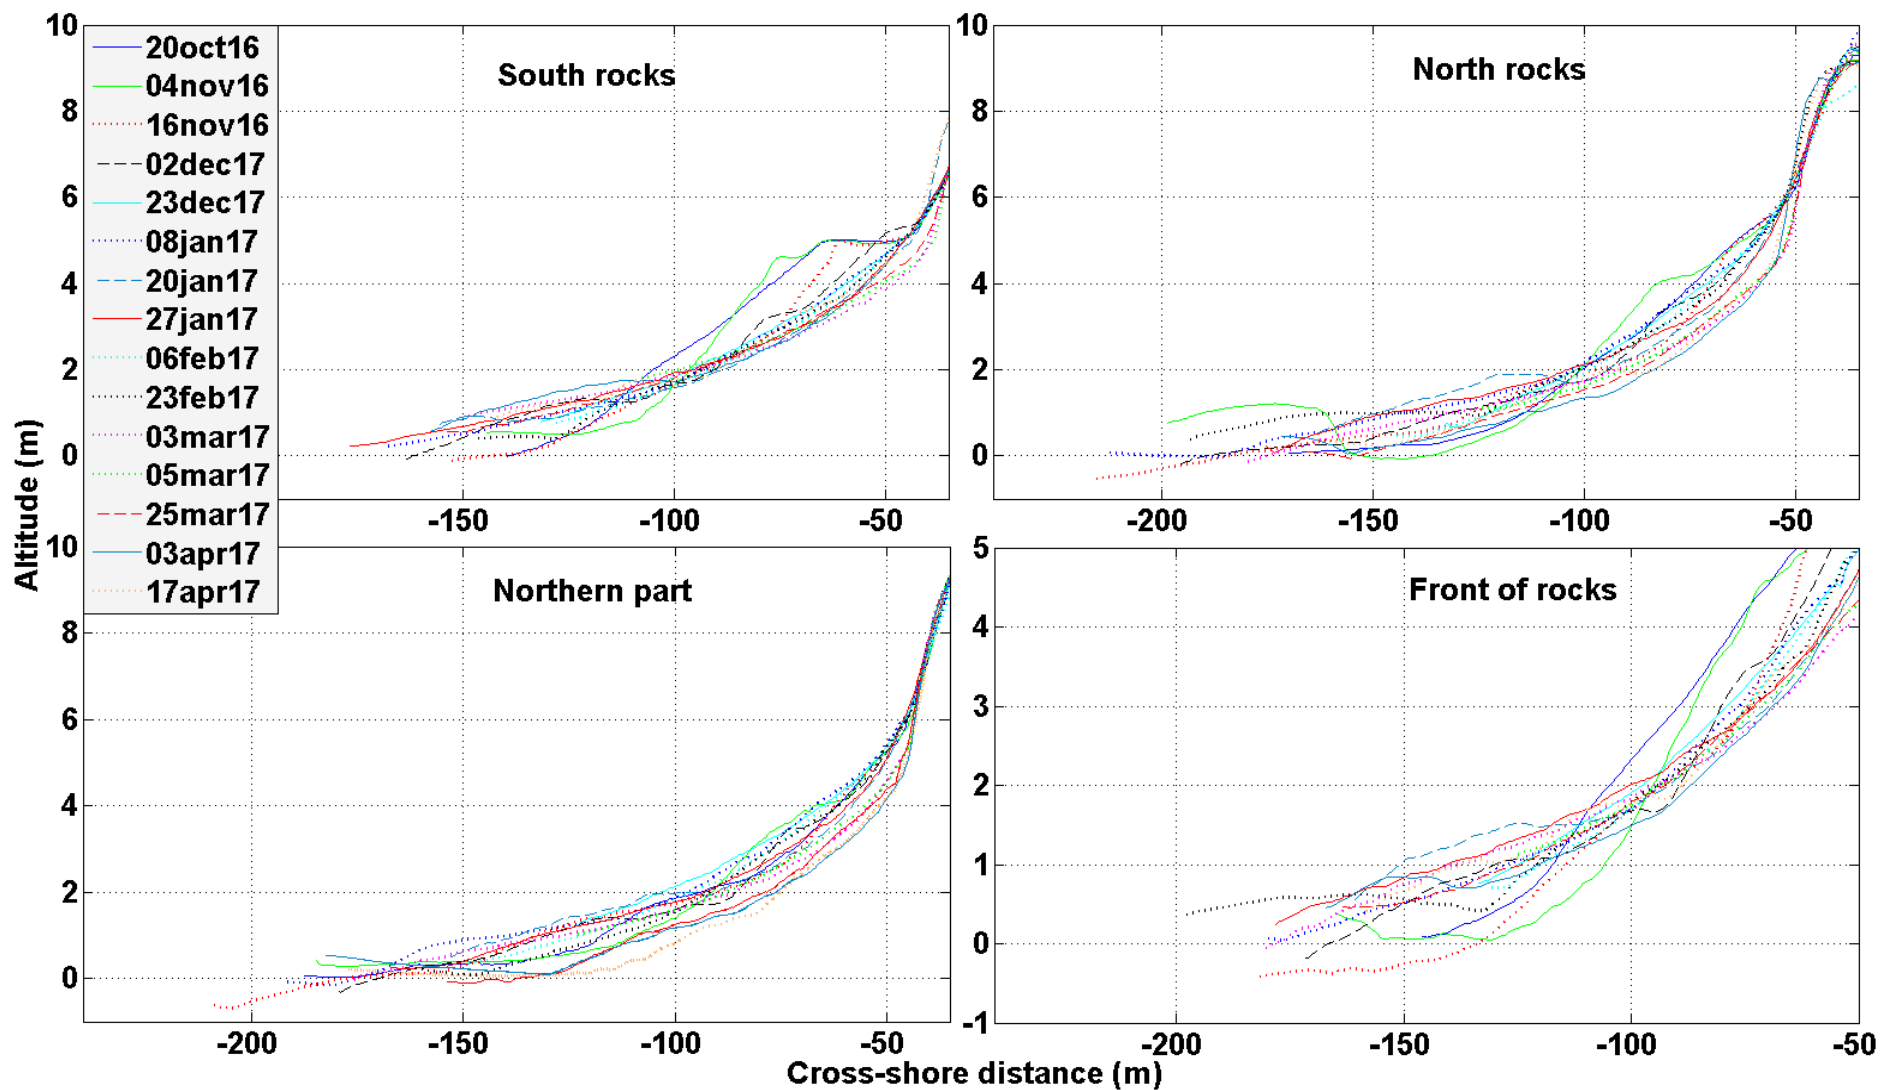 10
8
6
4
2
0
-150
-100
-50
South rocks
20oct16
04nov16
16nov16
02dec17
23dec17
08jan17
20jan17
27jan17
06feb17
23feb17
03mar17
05mar17
25mar17
03apr17
17apr17
10
8
6
4
2
0
-200
-150
-100
-50
North rocks
Altitude (m)
10
8
6
4
2
0
-200
-150
-100
-50
Northern part
5
4
3
2
1
0
-1
-200
-150
-100
-50
Front of rocks
Cross-shore distance (m)